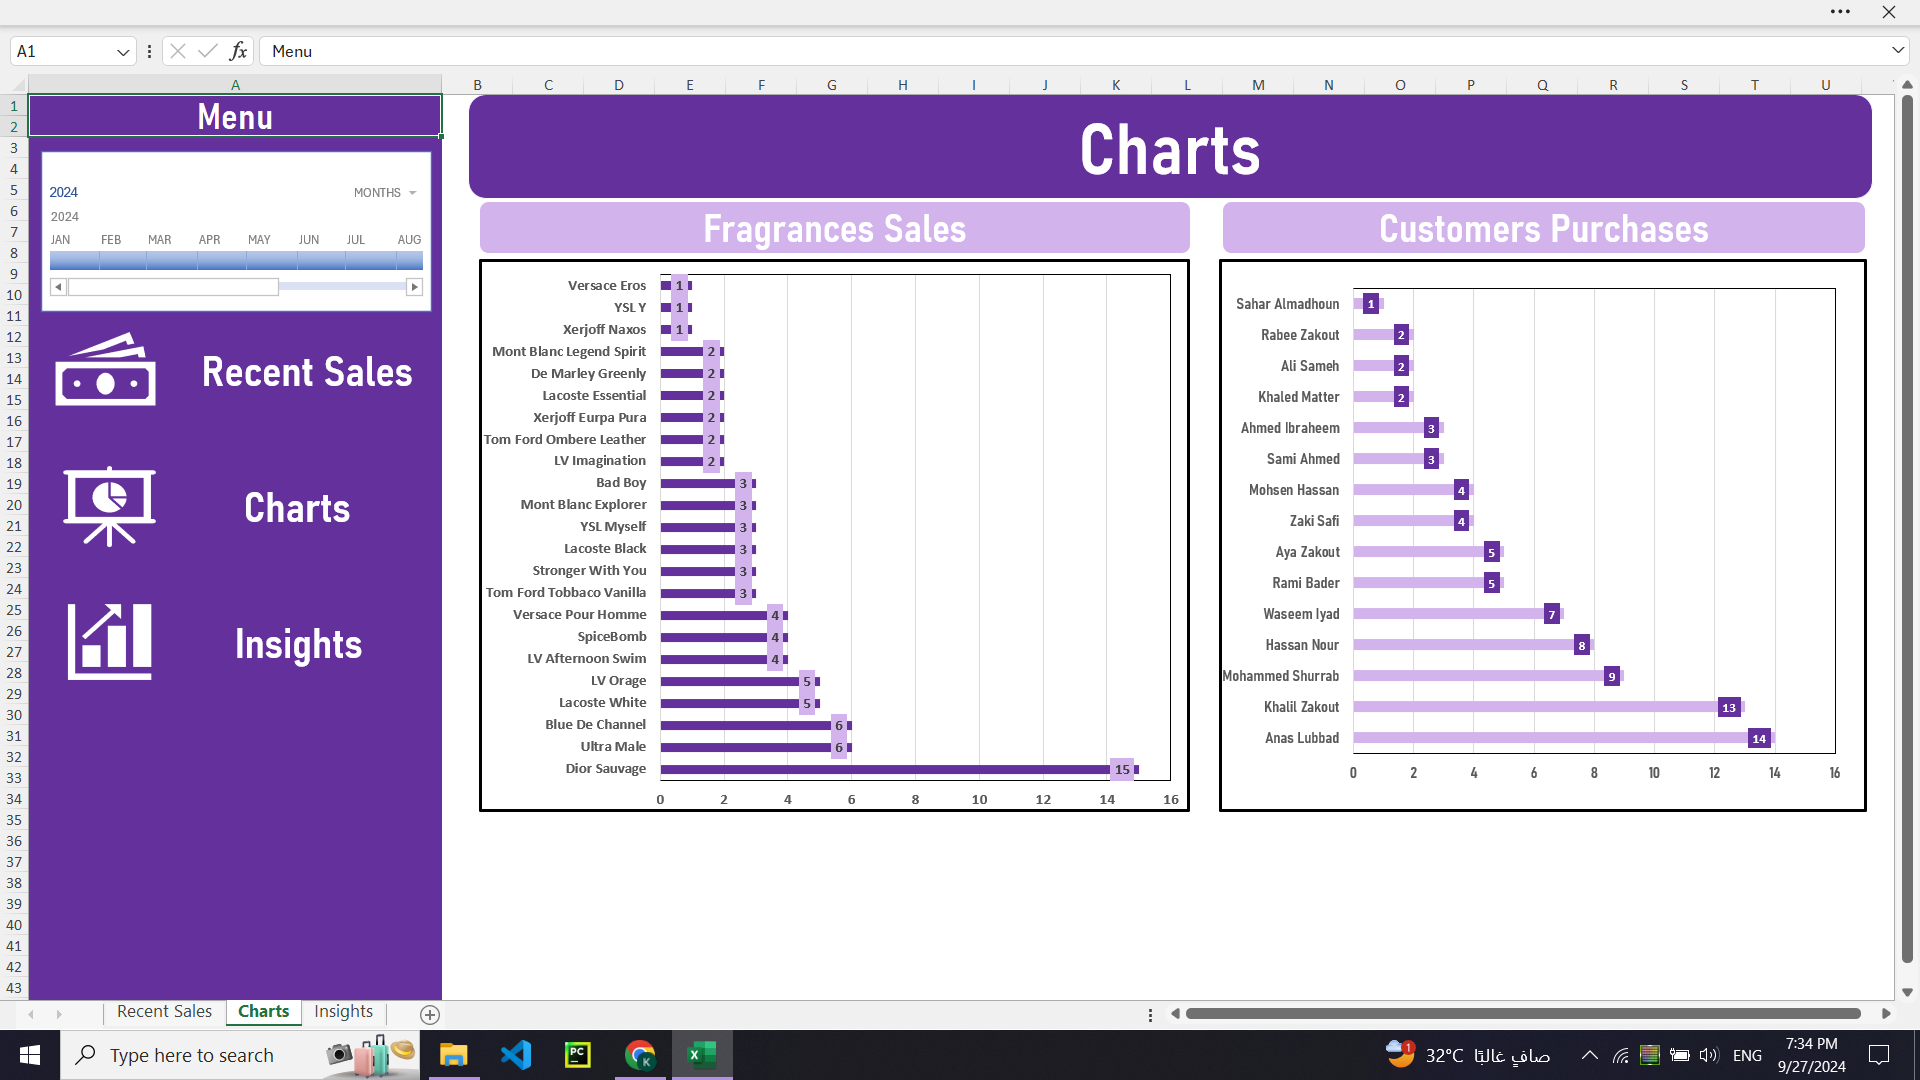 A1
fx
Menu
A B C D E F G H I J K L M N O P Q R S T U
1
2
3
4
5
6
7
8
9
10
11
12
13
14
15
16
17
18
19
20
21
22
23
24
25
26
27
28
29
30
31
32
33
34
35
36
37
38
39
40
41
42
43
Menu
2024 MONTHS
2024
JAN FEB MAR APR MAY JUN JUL AUG
Recent Sales
Charts
Insights
Charts
Fragrances Sales
Versace Eros 1
YSL Y 1
Xerjoff Naxos 1
Mont Blanc Legend Spirit 2
De Marley Greenly 2
Lacoste Essential 2
Xerjoff Eurpa Pura 2
Tom Ford Ombere Leather 2
LV Imagination 2
Bad Boy 3
Mont Blanc Explorer 3
YSL Myself 3
Lacoste Black 3
Stronger With You 3
Tom Ford Tobbaco Vanilla 3
Versace Pour Homme 4
SpiceBomb 4
LV Afternoon Swim 4
LV Orage 5
Lacoste White 5
Blue De Channel 6
Ultra Male 6
Dior Sauvage 15
0 2 4 6 8 10 12 14 16
Customers Purchases
Sahar Almadhoun 1
Rabee Zakout 2
Ali Sameh 2
Khaled Matter 2
Ahmed Ibraheem 3
Sami Ahmed 3
Mohsen Hassan 4
Zaki Safi 4
Aya Zakout 5
Rami Bader 5
Waseem Iyad 7
Hassan Nour 8
Mohammed Shurrab 9
Khalil Zakout 13
Anas Lubbad 14
0 2 4 6 8 10 12 14 16
Recent Sales Charts Insights
Type here to search
PC
K
X
1
32°C صافٍ غالبًا
ENG
7:34 PM
9/27/2024